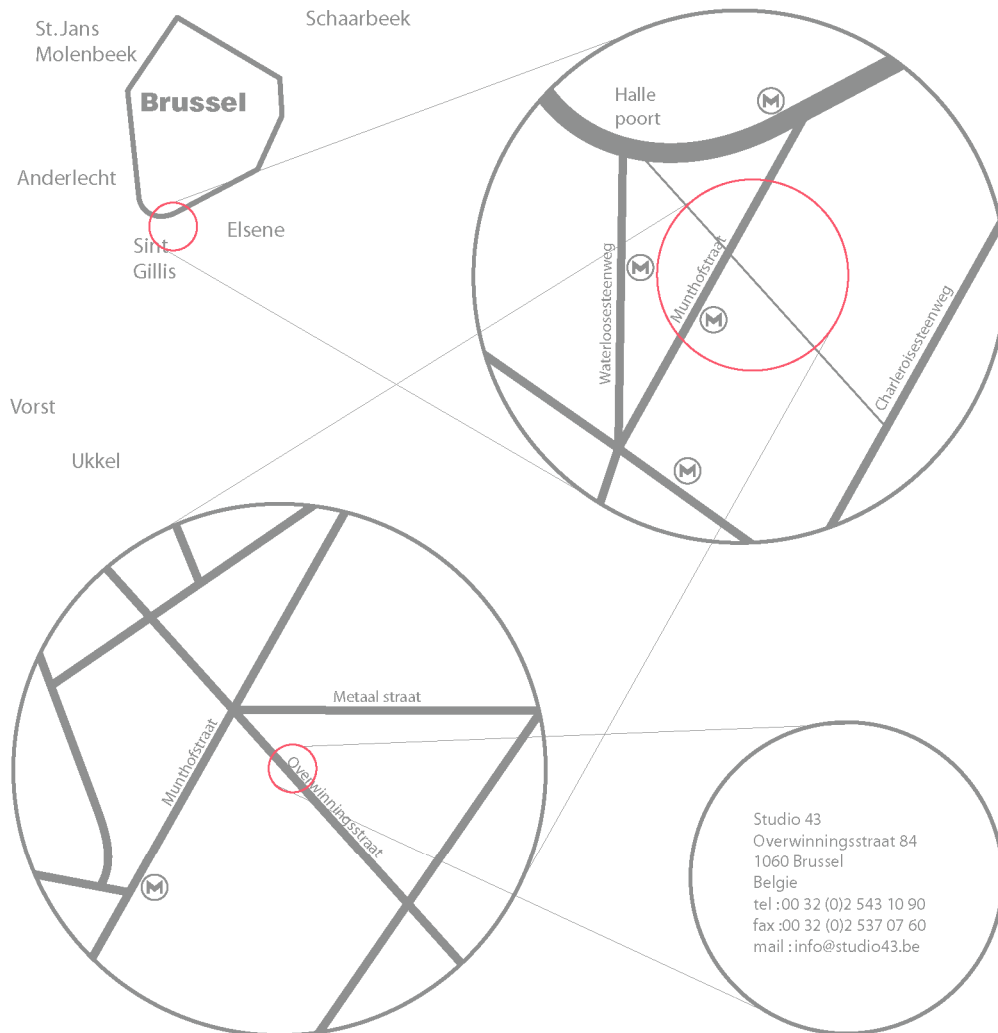 Schaarbeek
St.Jans
Molenbeek
Brussel
Anderlecht
Elsene
Sint
Gillis
Vorst
Ukkel
Halle
poort
M
Waterloosesteenweg
M
Munthofstraat
M
Charleroisesteenweg
M
Metaal straat
Munthofstraat
Overwinningsstraat
M
Studio 43
Overwinningsstraat 84
1060 Brussel
Belgie
tel :00 32 (0)2 543 10 90
fax :00 32 (0)2 537 07 60
mail : info@studio43.be